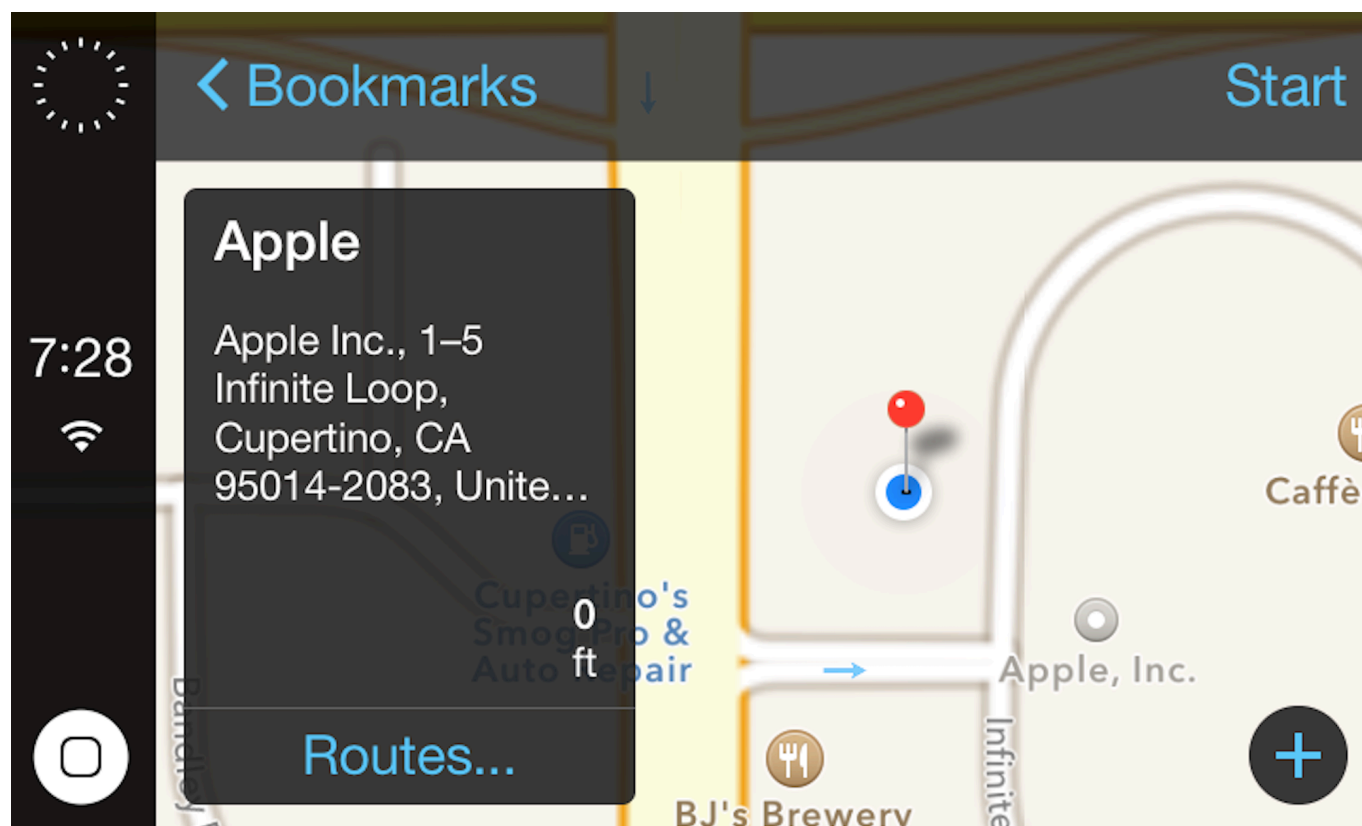 Bookmarks
Start
Apple
Apple Inc., 1–5
Infinite Loop,
Cupertino, CA
95014-2083, Unite...
0
ft
Routes...
7:28
Cupertino's
Smog Pro &
Auto Repair
Caffè
Apple, Inc.
BJ's Brewery
Bandley
Infinite